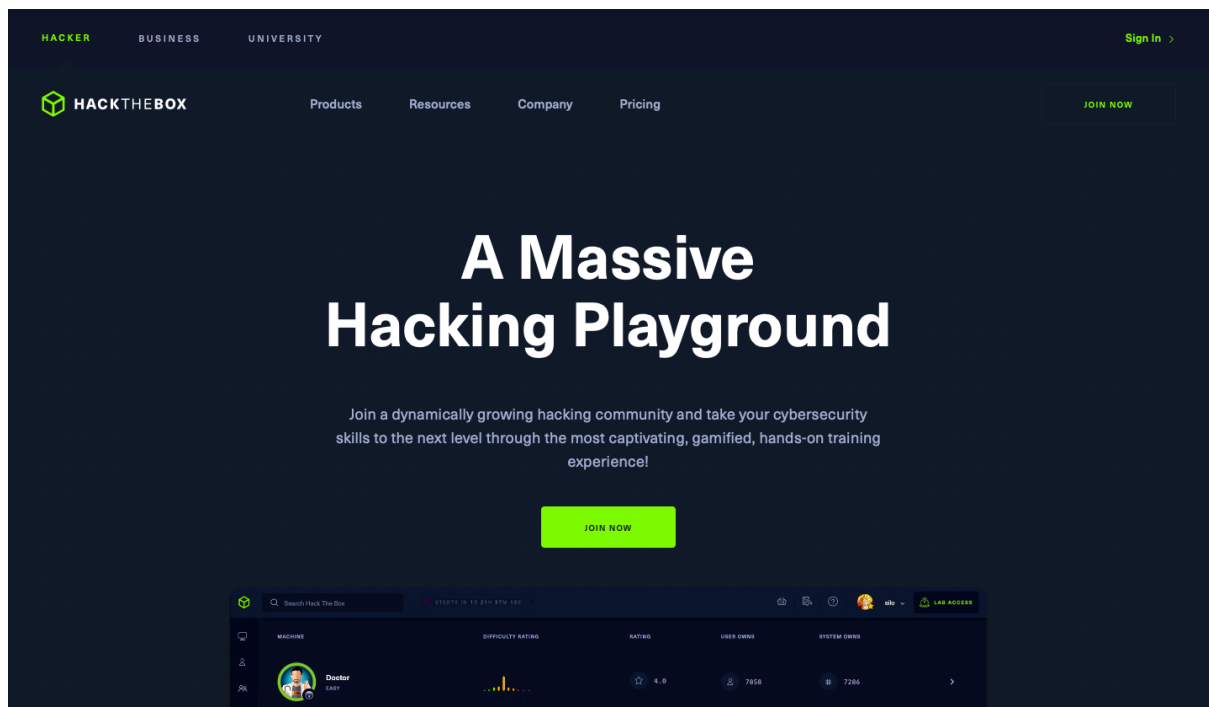 HACKER BUSINESS UNIVERSITY Sign In
HACKTHEBOX Products Resources Company Pricing JOIN NOW
A Massive
Hacking Playground
Join a dynamically growing hacking community and take your cybersecurity
skills to the next level through the most captivating, gamified, hands-on training
experience!
JOIN NOW
Search Hack The Box STARTS IN LAB ACCESS
MACHINE DIFFICULTY RATING RATING USER OWNS SYSTEM OWNS
Doctor
EASY 4.0 7858 # 7286